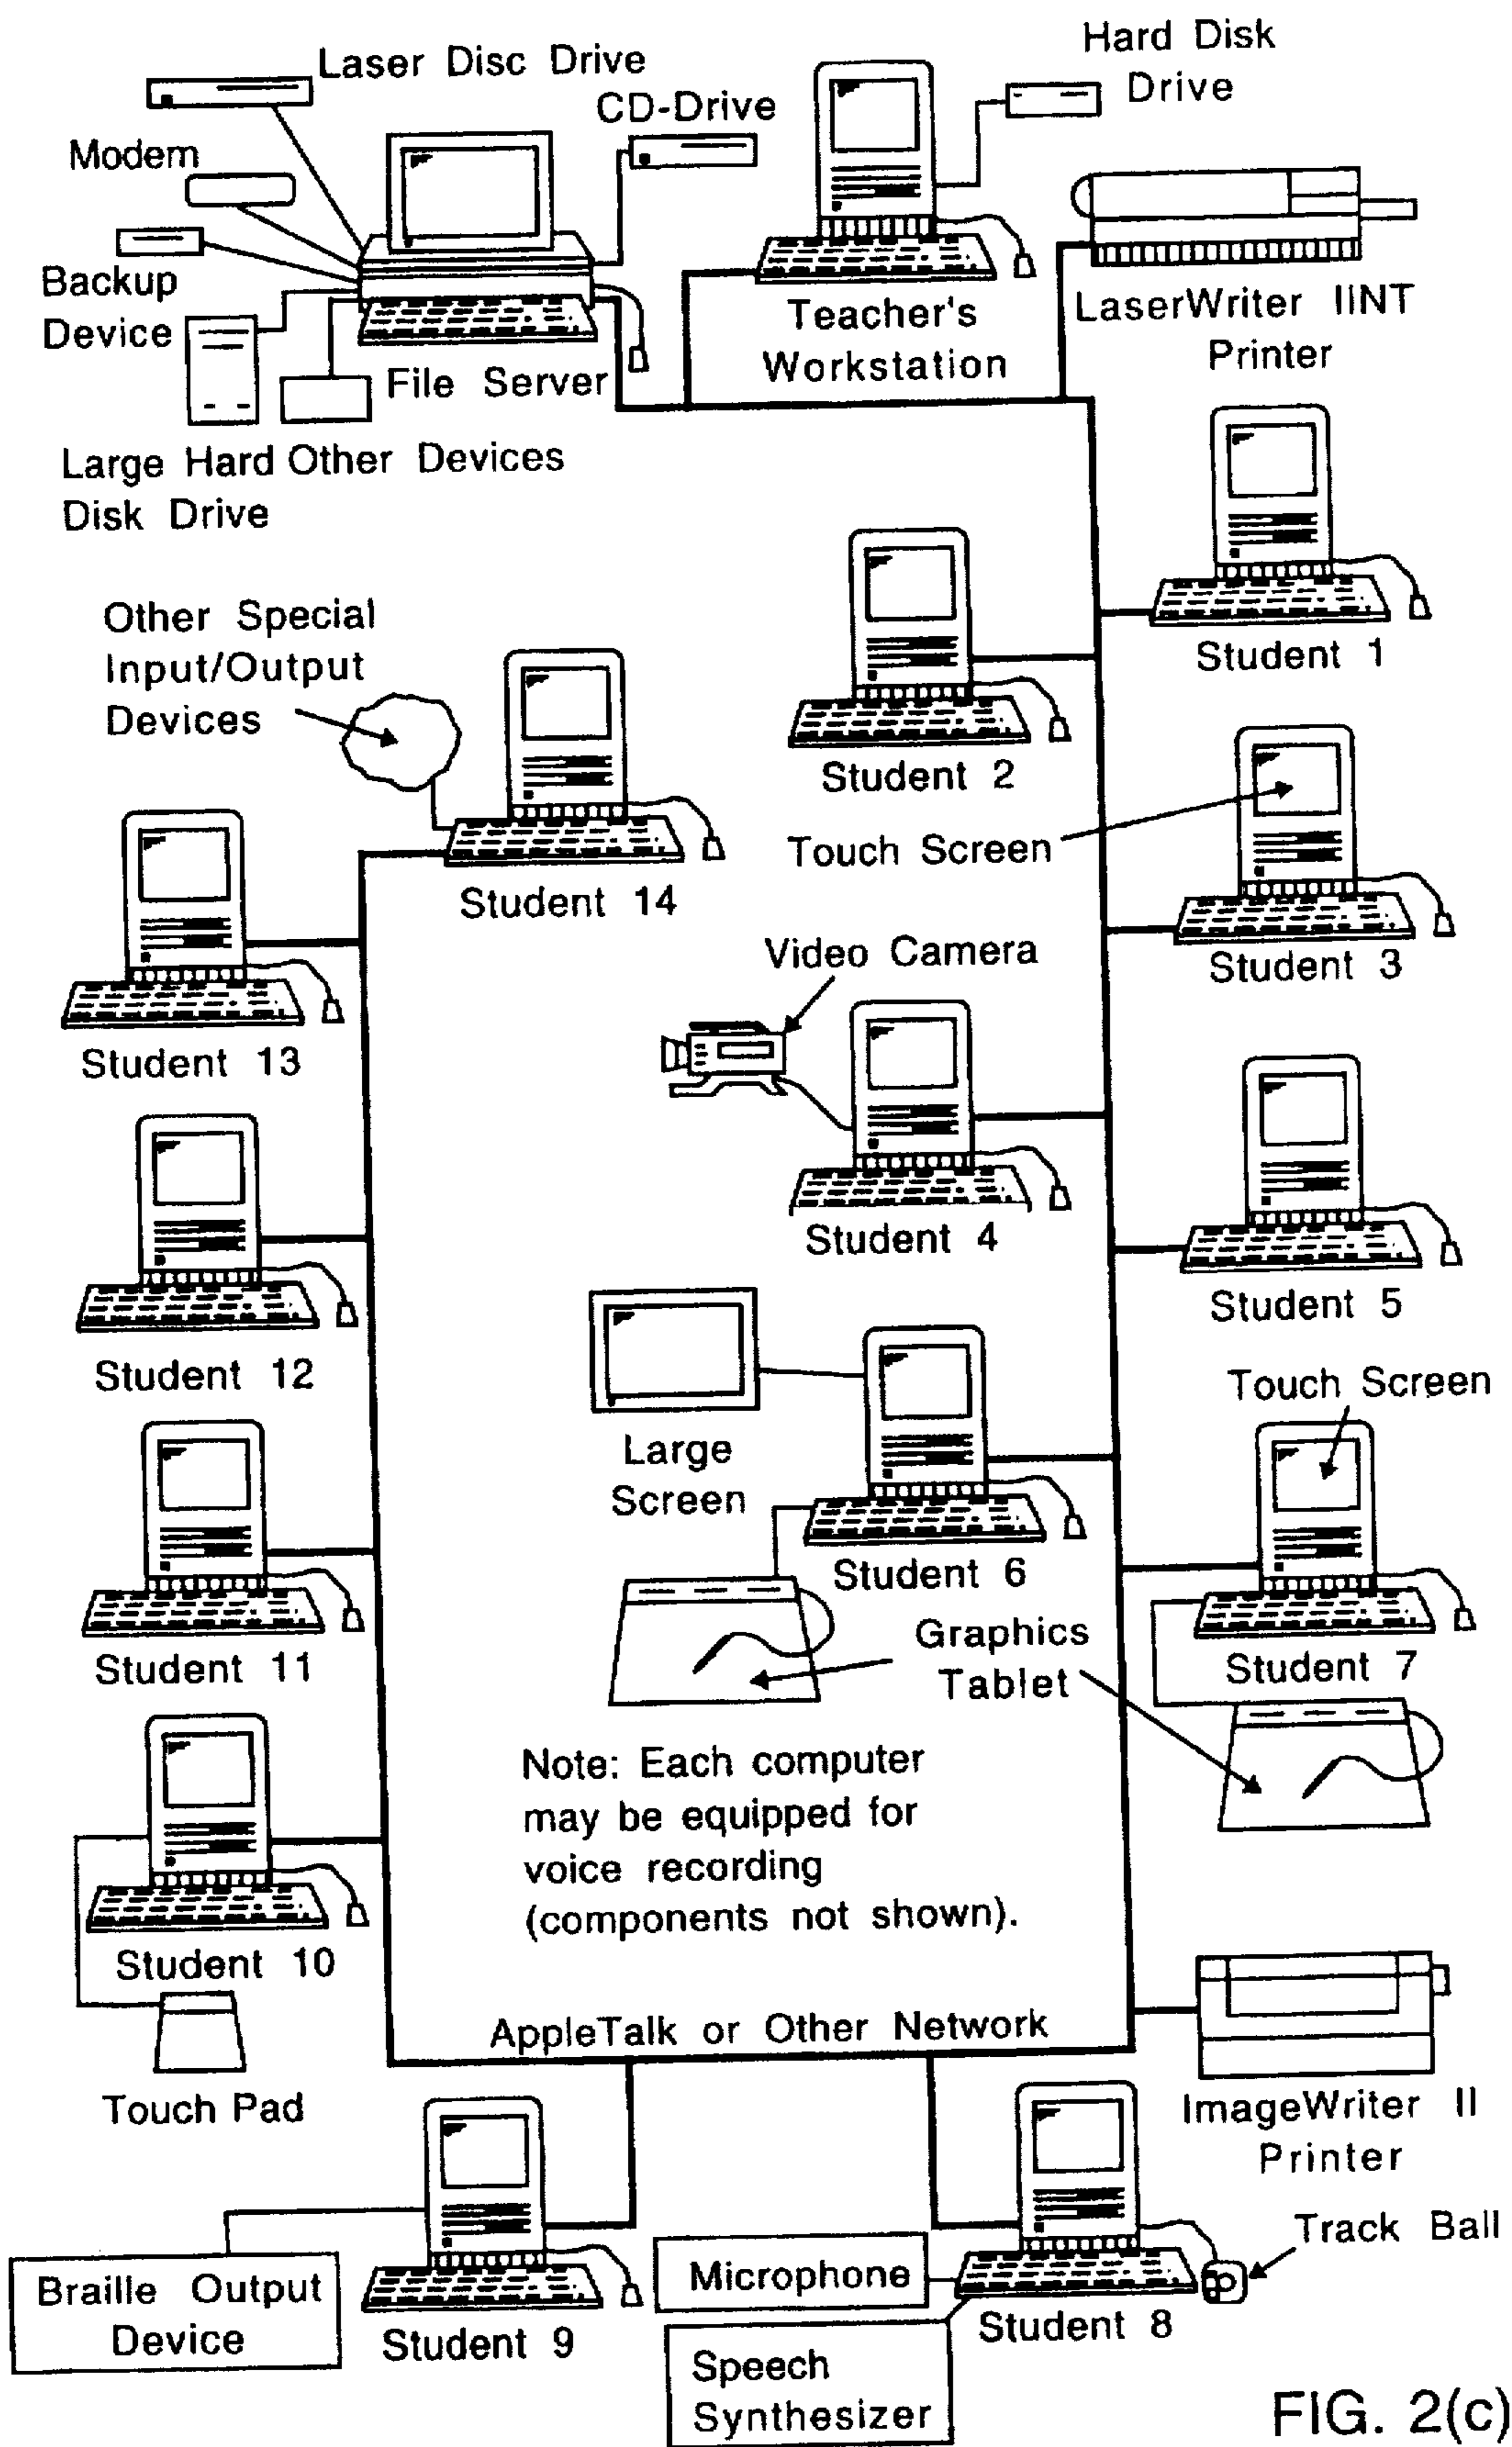 Hard Disk
Drive
Laser Disc Drive
CD-Drive
Modem
Backup
Device
File Server
Teacher's
Workstation
LaserWriter IINT
Printer
Large Hard
Disk Drive
Other Devices
Student 1
Other Special
Input/Output
Devices
Student 2
Touch Screen
Student 14
Student 3
Video Camera
Student 13
Student 4
Student 5
Student 12
Touch Screen
Large
Screen
Student 6
Student 11
Graphics
Tablet
Student 7
Note: Each computer
may be equipped for
voice recording
(components not shown).
Student 10
AppleTalk or Other Network
Touch Pad
ImageWriter II
Printer
Track Ball
Braille Output
Device
Microphone
Student 9
Student 8
Speech
Synthesizer
FIG. 2(c)